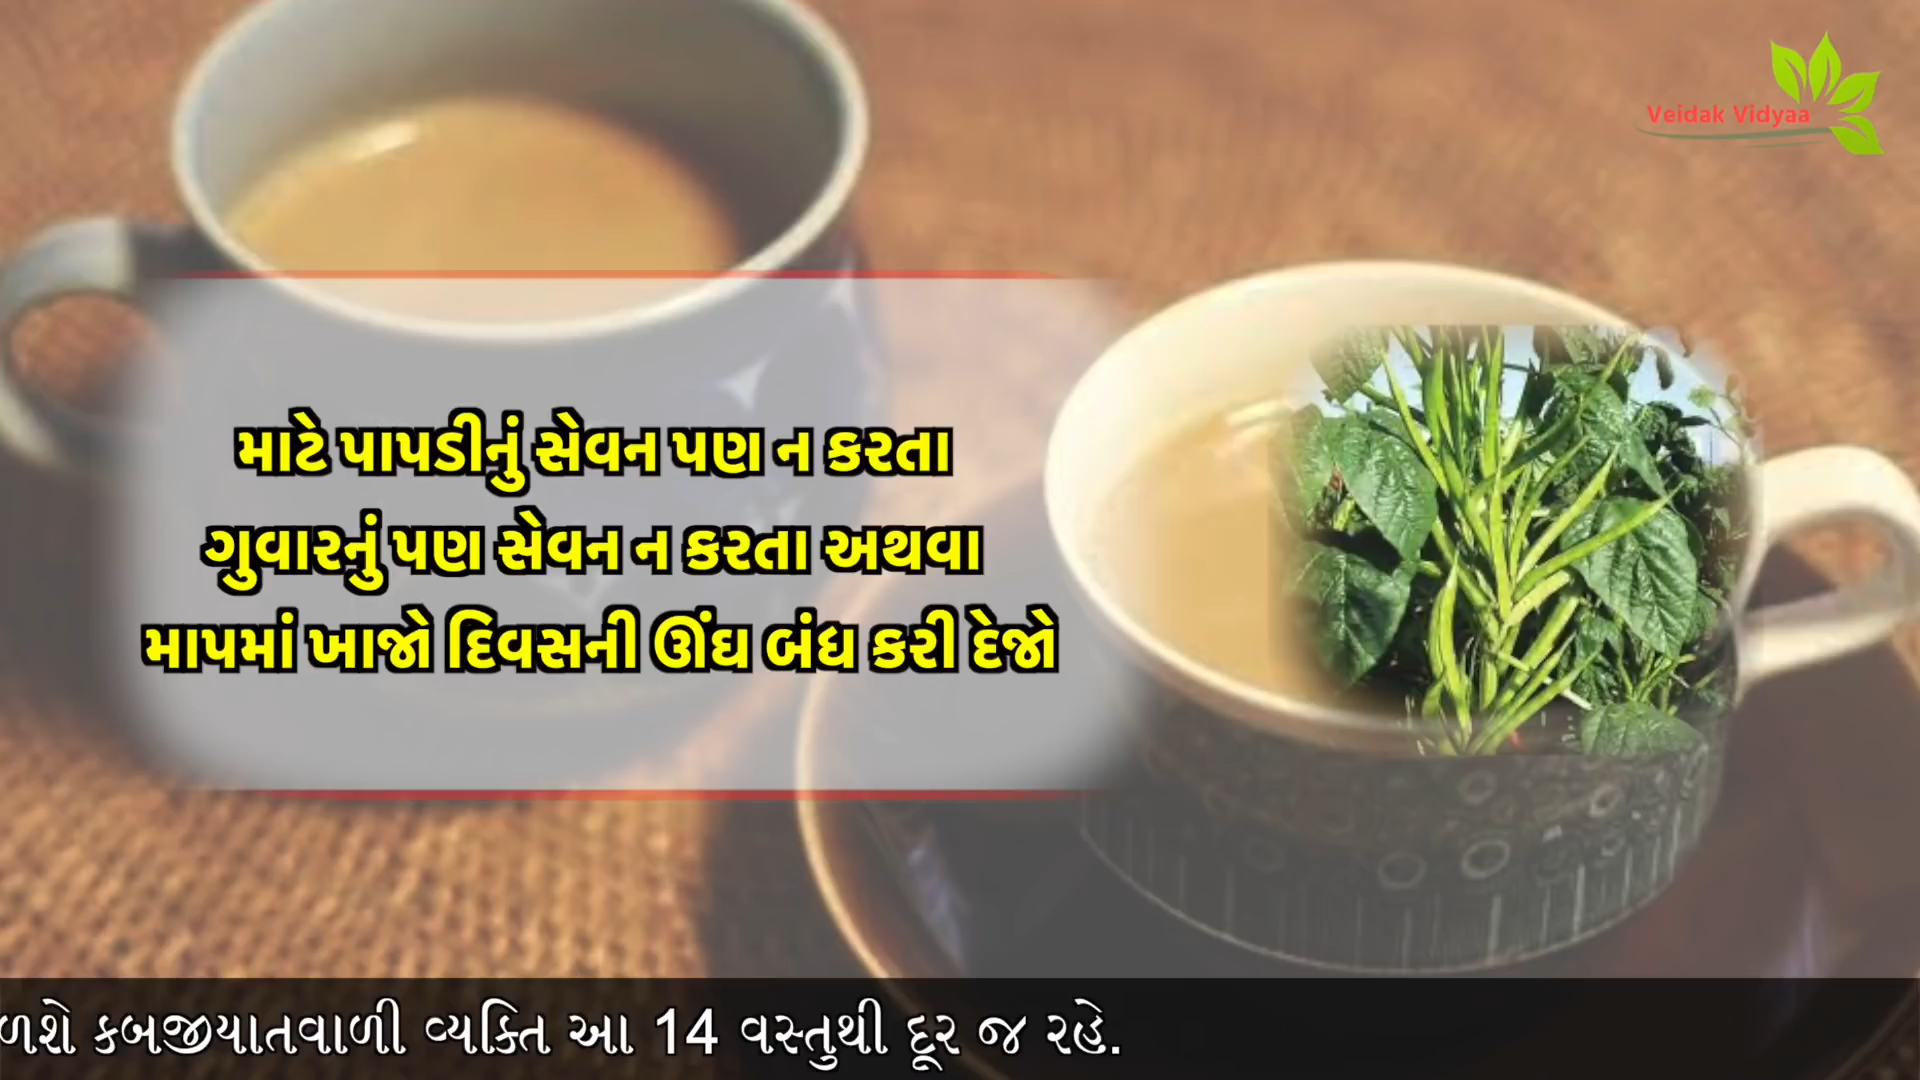 Veidak Vidyaa
માટે પાપડીનું સેવન પણ ન કરતા
ગુવારનું પણ સેવન ન કરતા અથવા
માપમાં ખાજો દિવસની ઊંઘ બંધ કરી દેજો
કબજીયાતવાળી વ્યક્તિ આ 14 વસ્તુથી દૂર જ રહે.